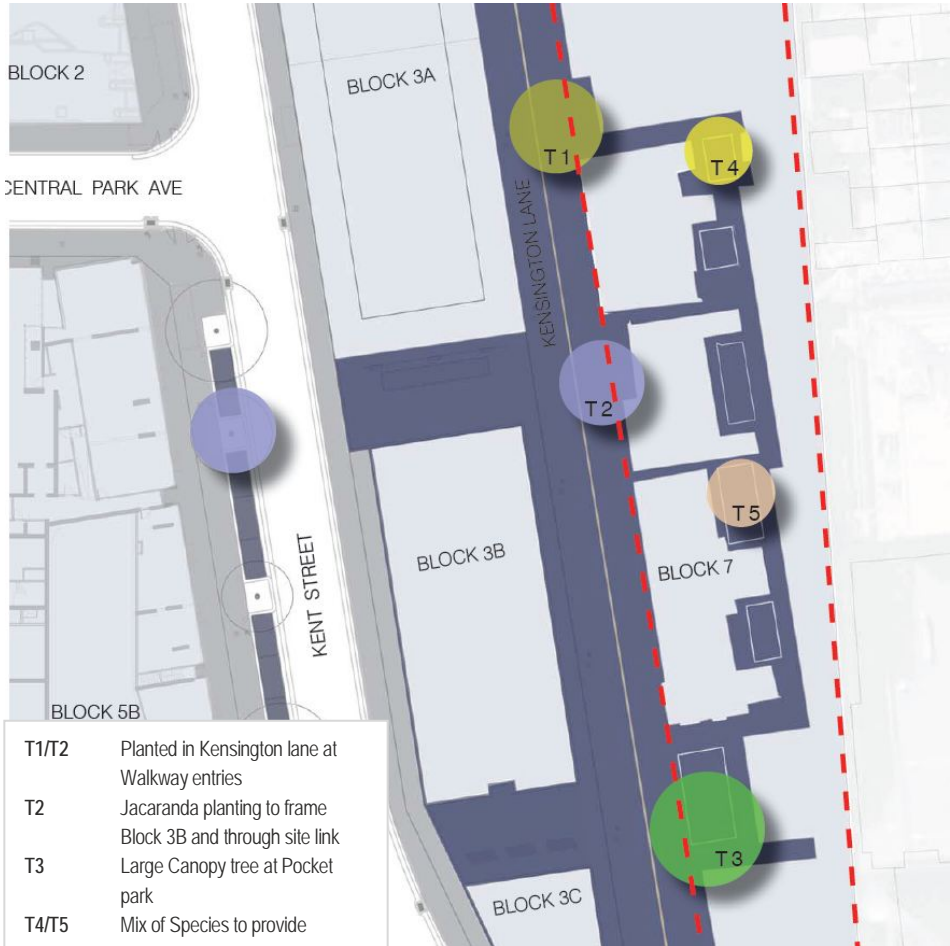 BLOCK 2
BLOCK 3A
T1
T4
CENTRAL PARK AVE
KENSINGTON LANE
T2
T5
BLOCK 3B
BLOCK 7
KENT STREET
BLOCK 5B
T3
BLOCK 3C
T1/T2 Planted in Kensington lane at
Walkway entries
T2 Jacaranda planting to frame
Block 3B and through site link
T3 Large Canopy tree at Pocket
park
T4/T5 Mix of Species to provide